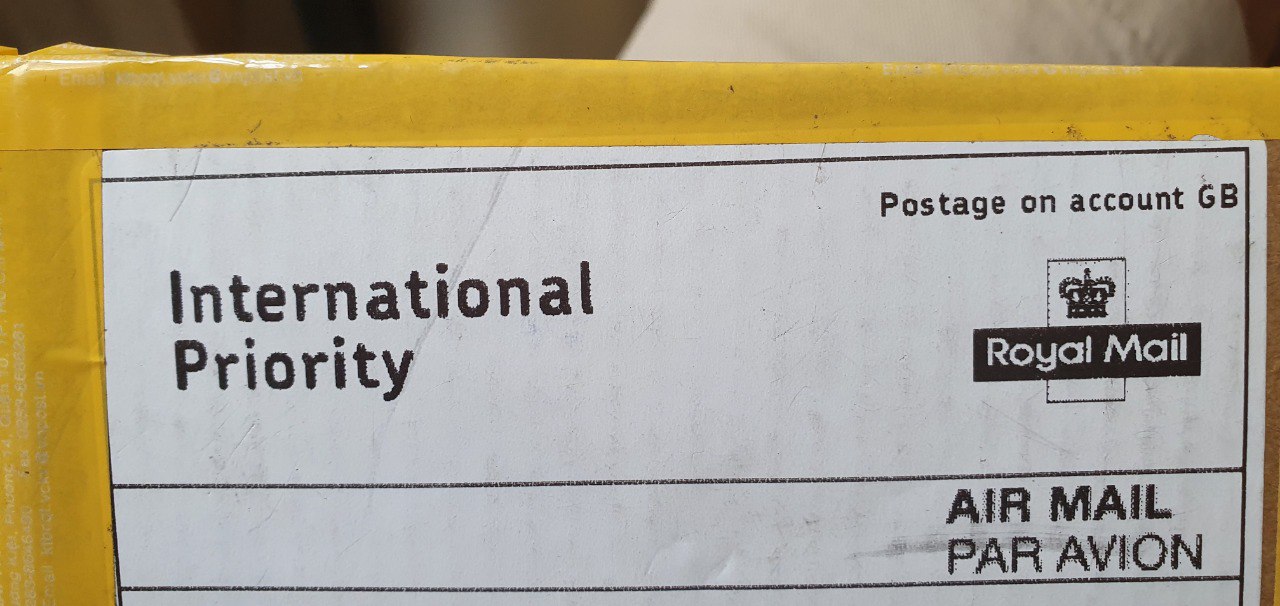 Postage on account GB
International
Priority
Royal Mail
AIR MAIL
PAR AVION